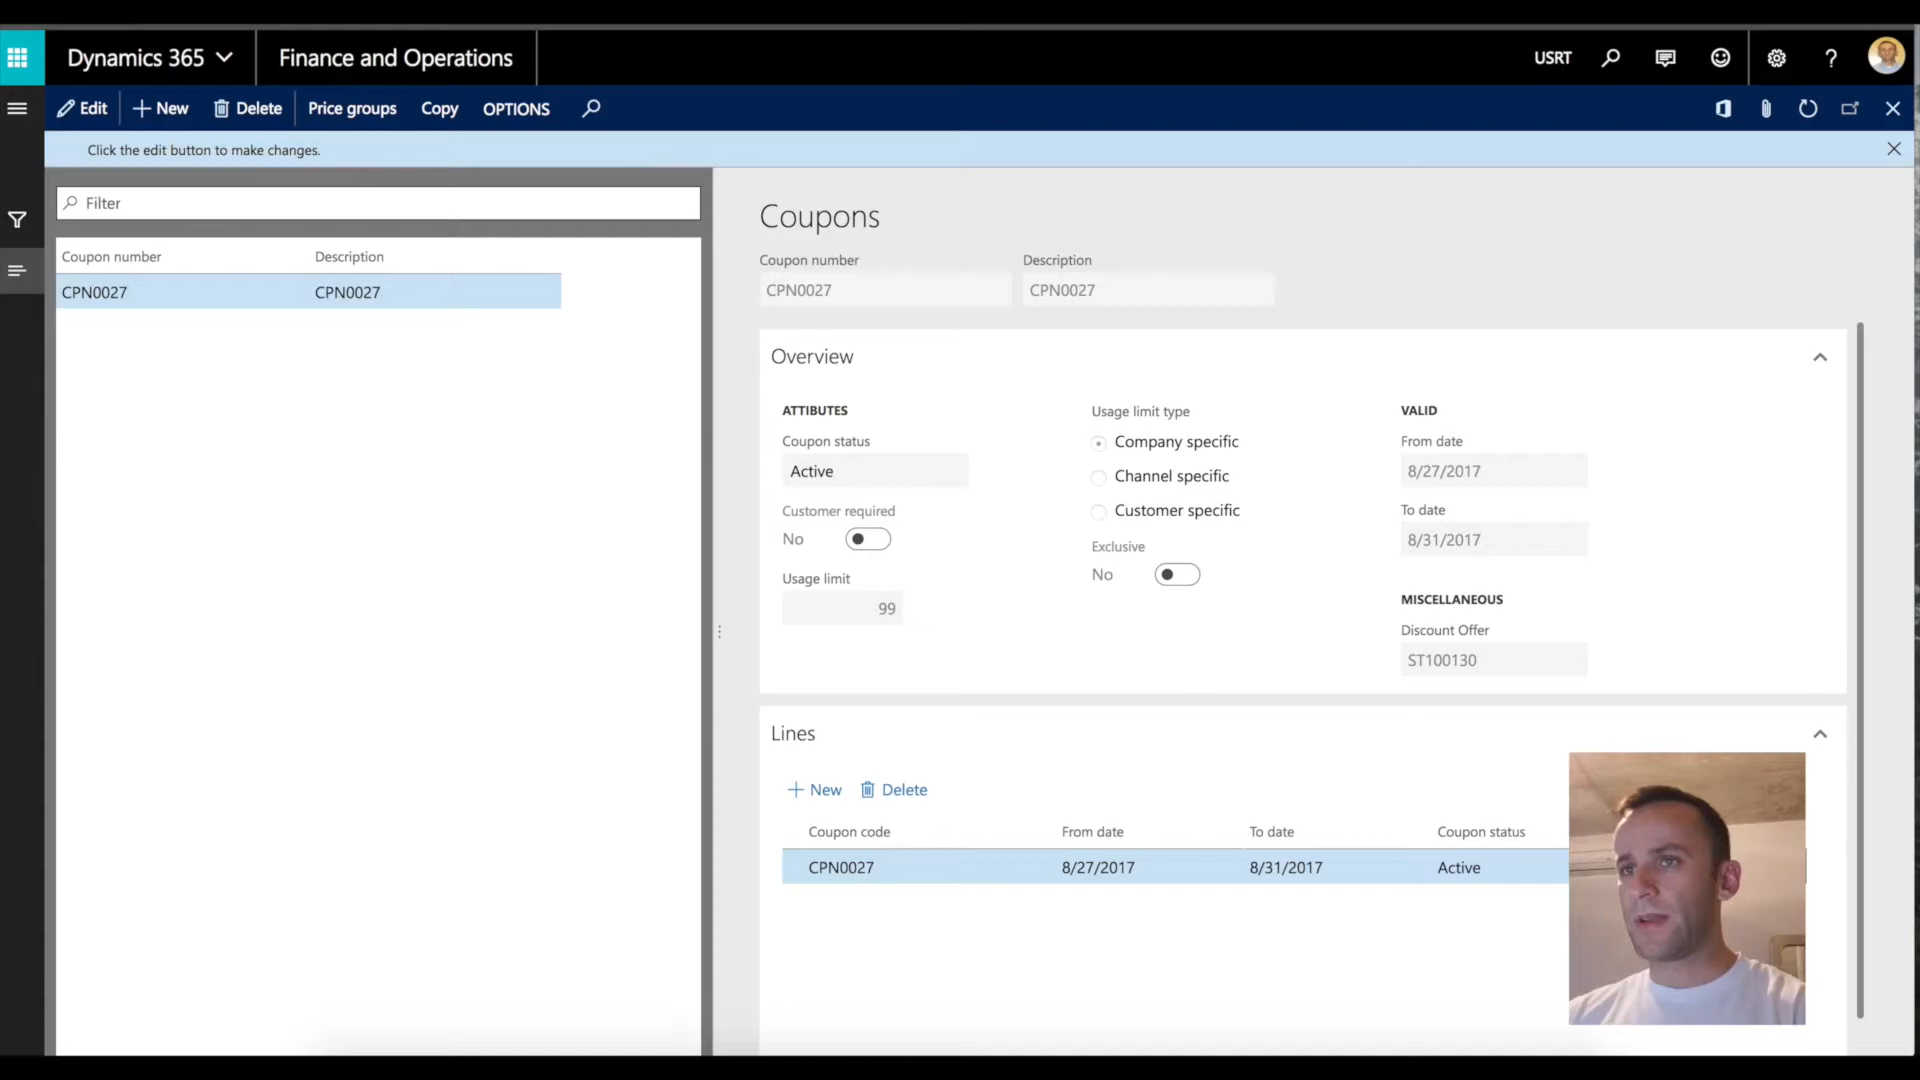 Dynamics 365 Finance and Operations USRT ?
Edit New Delete Price groups Copy OPTIONS
Click the edit button to make changes.
Filter
Coupon number Description
CPN0027 CPN0027
Coupons
Coupon number Description
CPN0027 CPN0027
Overview
ATTIBUTES Usage limit type VALID
Coupon status Company specific From date
Active Channel specific 8/27/2017
Customer required Customer specific To date
No Exclusive 8/31/2017
Usage limit No MISCELLANEOUS
99 Discount Offer
ST100130
Lines
New Delete
Coupon code From date To date Coupon status
CPN0027 8/27/2017 8/31/2017 Active